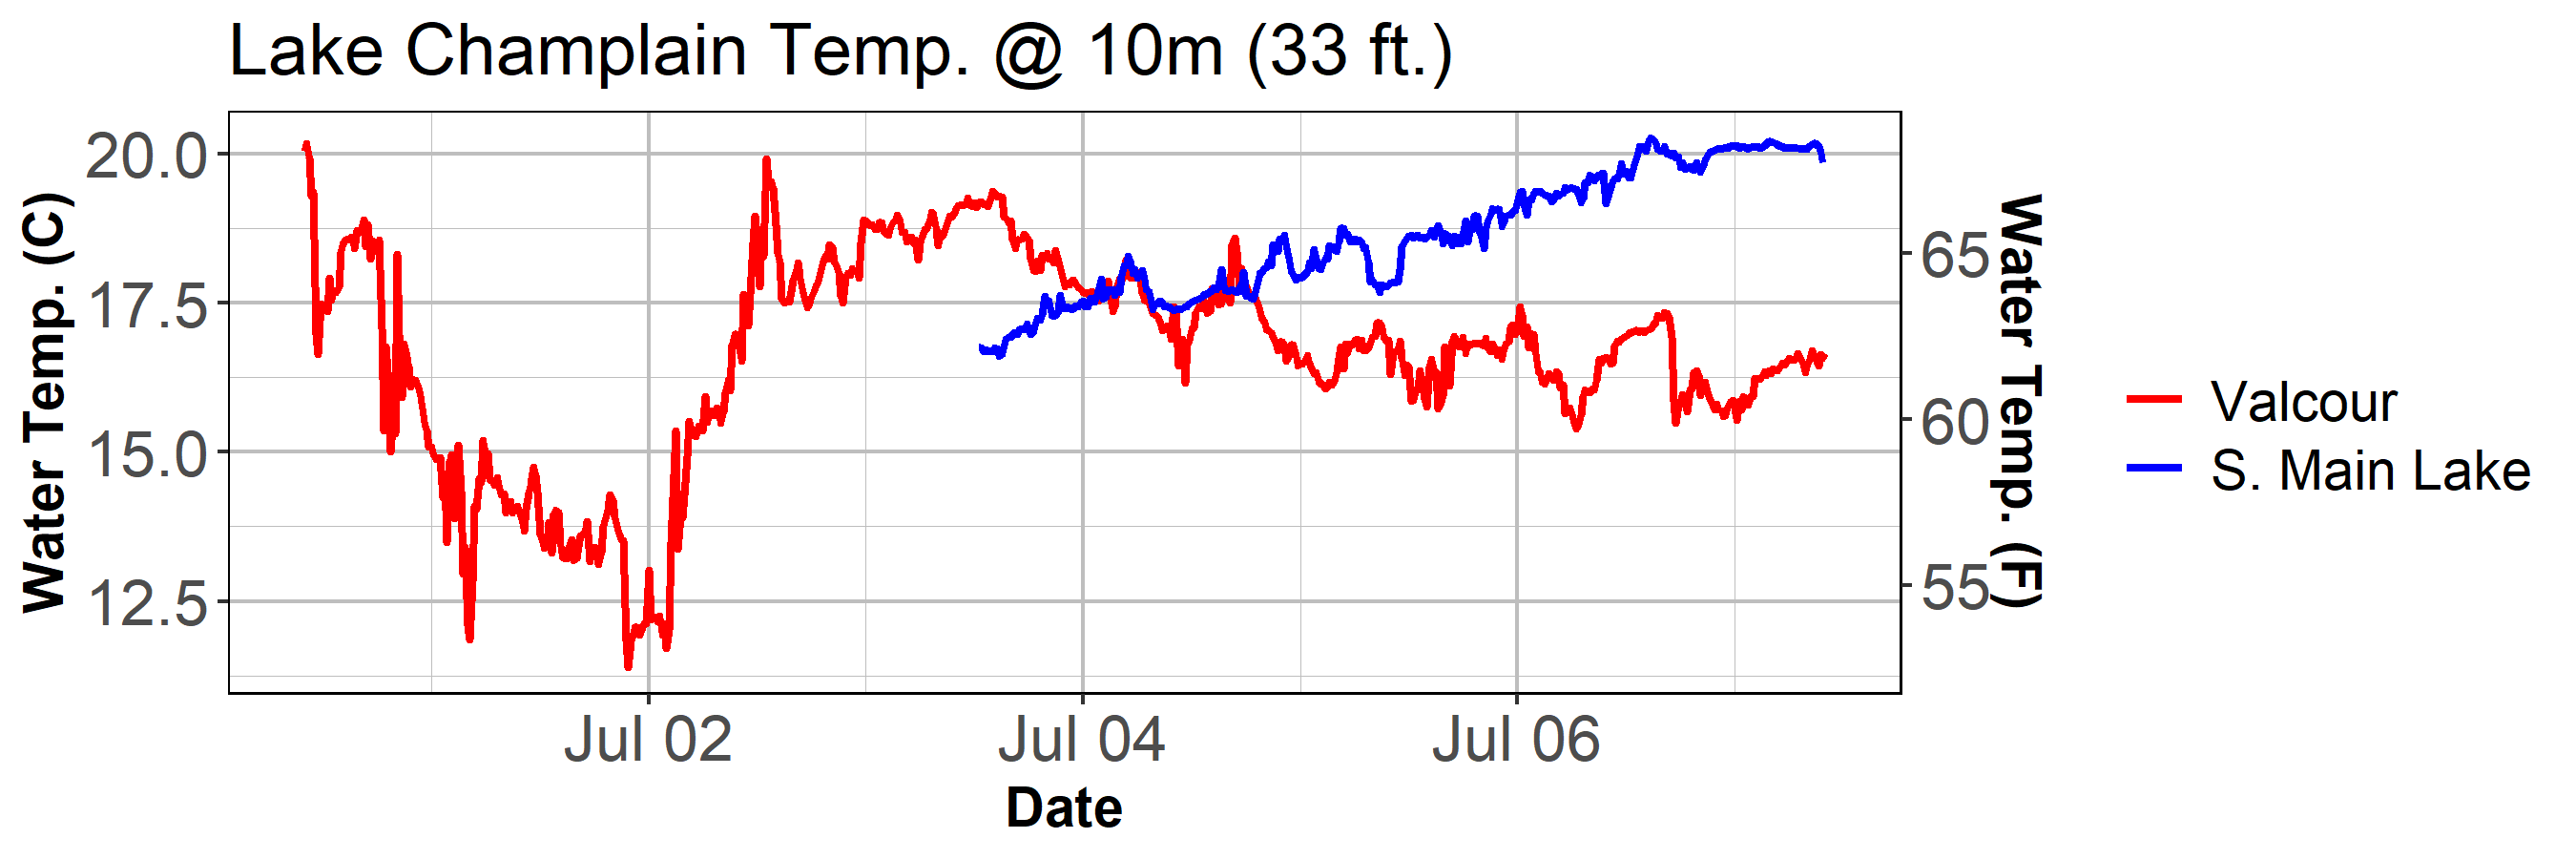 Lake Champlain Temp. @ 10m (33 ft.)
Water Temp. (C)
20.0
17.5
15.0
12.5
Jul 02
Jul 04
Jul 06
Date
65
60
55
Water Temp. (F)
Valcour
S. Main Lake